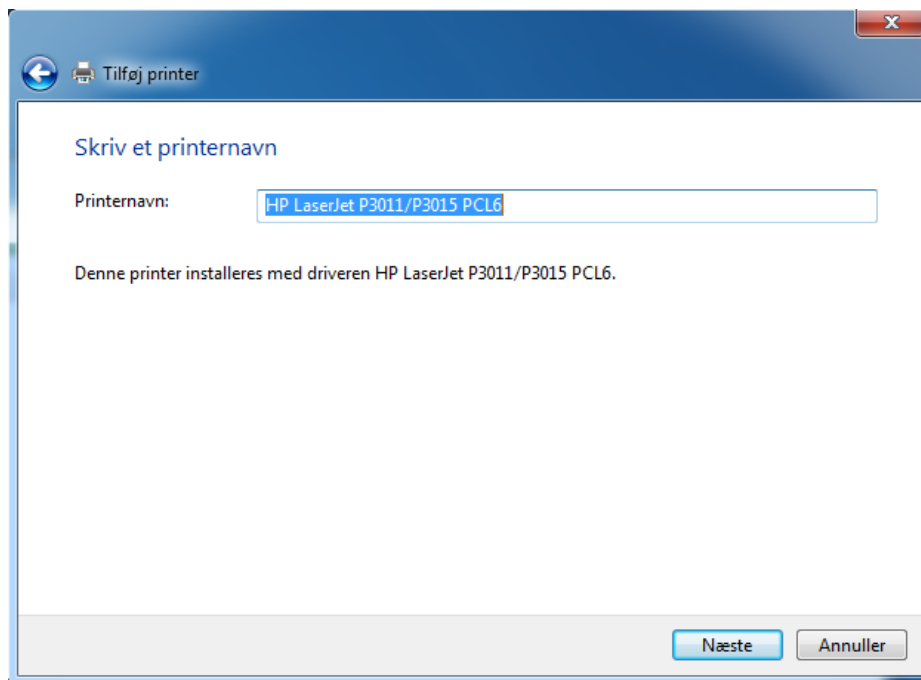 Tilføj printer
Skriv et printernavn
Printernavn: HP LaserJet P3011/P3015 PCL6
Denne printer installeres med driveren HP LaserJet P3011/P3015 PCL6.
Næste Annuller